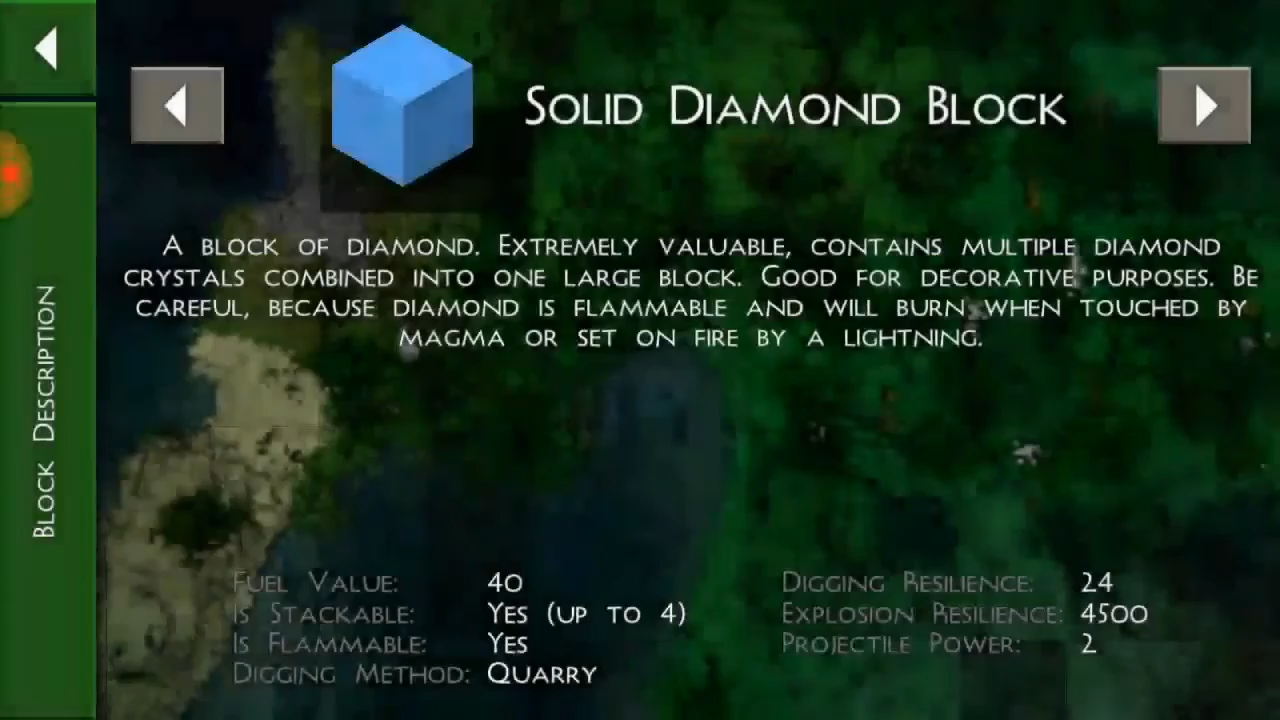 Solid Diamond Block
A block of diamond. Extremely valuable, contains multiple diamond
crystals combined into one large block. Good for decorative purposes. Be
careful, because diamond is flammable and will burn when touched by
magma or set on fire by a lightning.
Block Description
Fuel Value: 40
Is Stackable: Yes (up to 4)
Is Flammable: Yes
Digging Method: Quarry
Digging Resilience: 24
Explosion Resilience: 4500
Projectile Power: 2